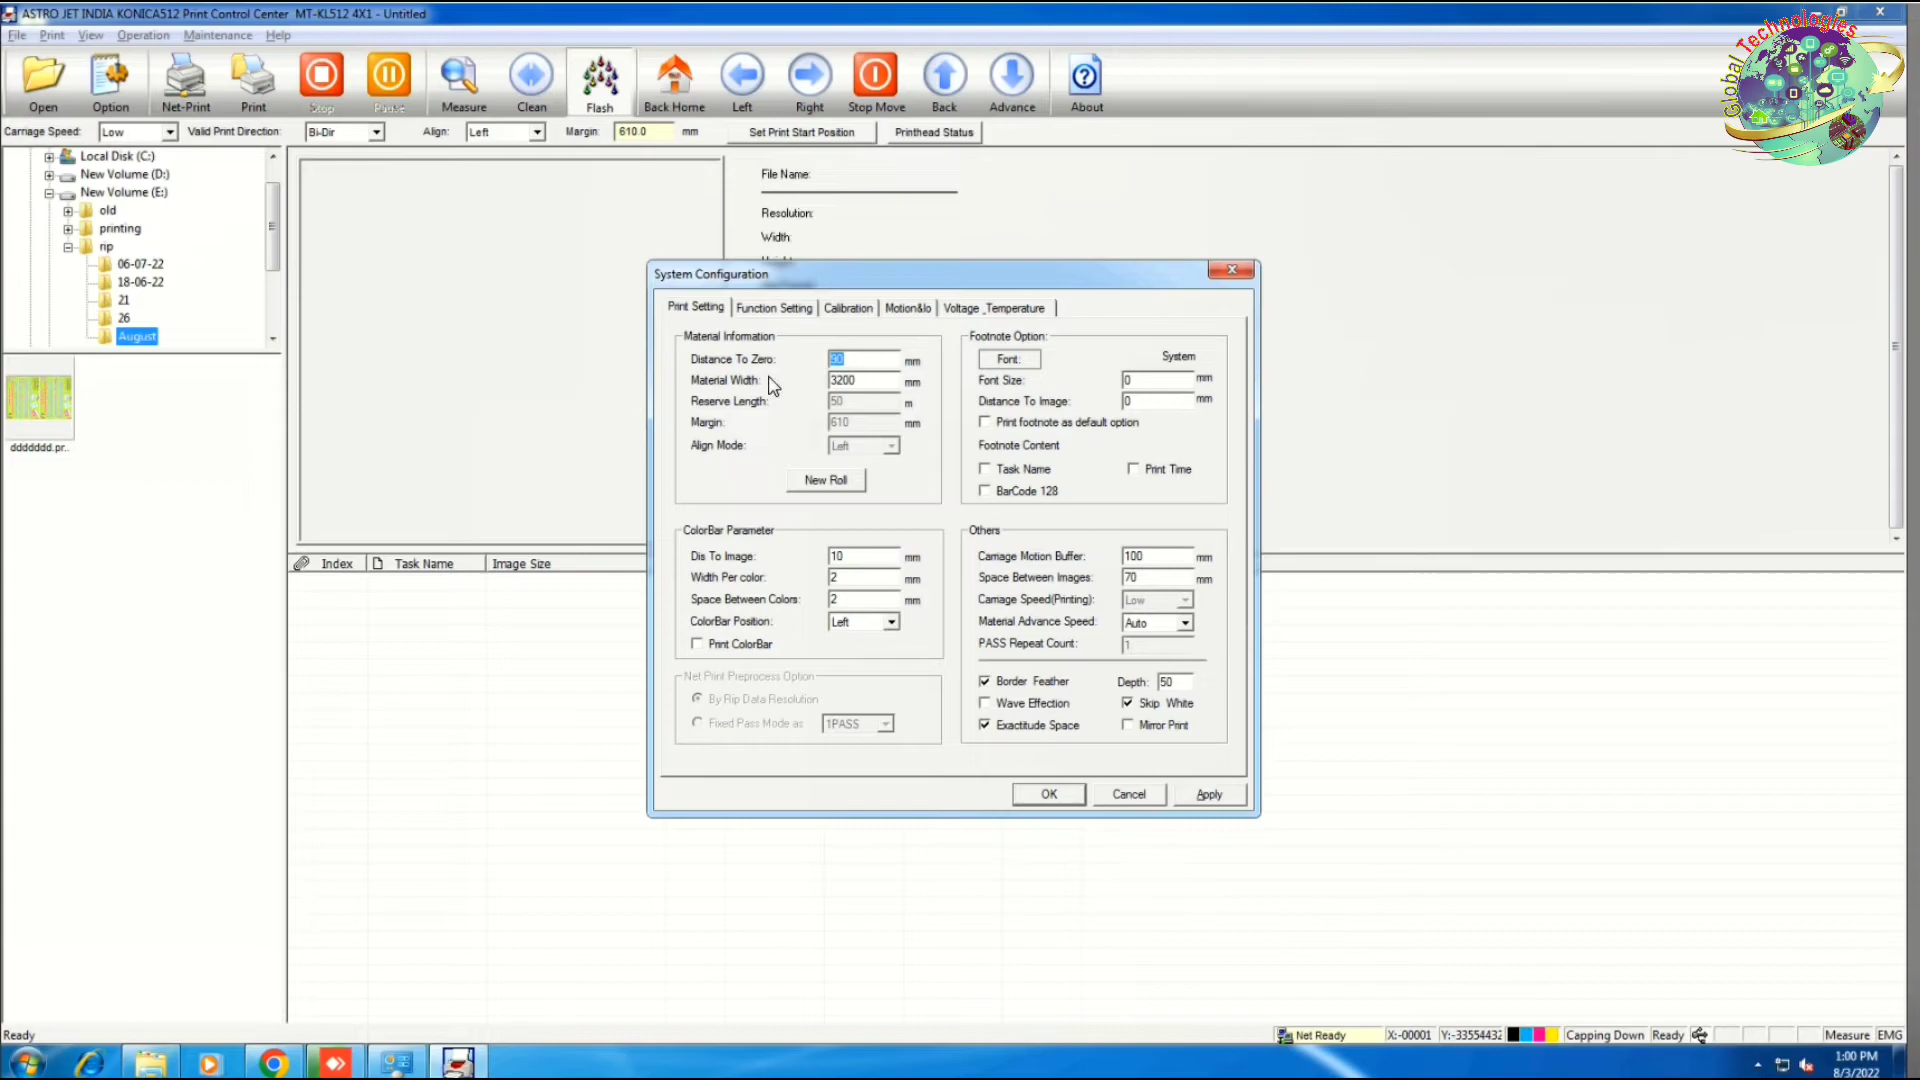 ASTRO JET INDIA KONICA512 Print Control Center MT-KL512 4X1 - Untitled
File Print View Operation Maintenance Help
Open Option Net-Print Print Stop Pause Measure Clean Flash Back Home Left Right Stop Move Back Advance About
Carriage Speed: Low Valid Print Direction: Bi-Dir Align: Left Margin: 610.0 mm Set Print Start Position Printhead Status
Global Technologies
Local Disk (C:)
New Volume (D:)
New Volume (E:)
old
printing
rip
06-07-22
18-06-22
21
26
August
ddddddd.pr..
File Name:
Resolution:
Width:
Index Task Name Image Size
System Configuration
Print Setting Function Setting Calibration Motion&Io Voltage _Temperature
Material Information
Distance To Zero: 90 mm
Material Width: 3200 mm
Reserve Length: 50 m
Margin: 610 mm
Align Mode: Left
New Roll
Footnote Option:
Font: System
Font Size: 0 mm
Distance To Image: 0 mm
Print footnote as default option
Footnote Content
Task Name Print Time
BarCode 128
ColorBar Parameter
Dis To Image: 10 mm
Width Per color: 2 mm
Space Between Colors: 2 mm
ColorBar Position: Left
Print ColorBar
Net Print Preprocess Option
By Rip Data Resolution
Fixed Pass Mode as 1PASS
Others
Carriage Motion Buffer: 100 mm
Space Between Images: 70 mm
Carriage Speed(Printing): Low
Material Advance Speed: Auto
PASS Repeat Count: 1
Border Feather Depth: 50
Wave Effection Skip White
Exactitude Space Mirror Print
OK Cancel Apply
Ready Net Ready X:-00001 Y:-33554432 Capping Down Ready Measure EMG
1:00 PM
8/3/2022